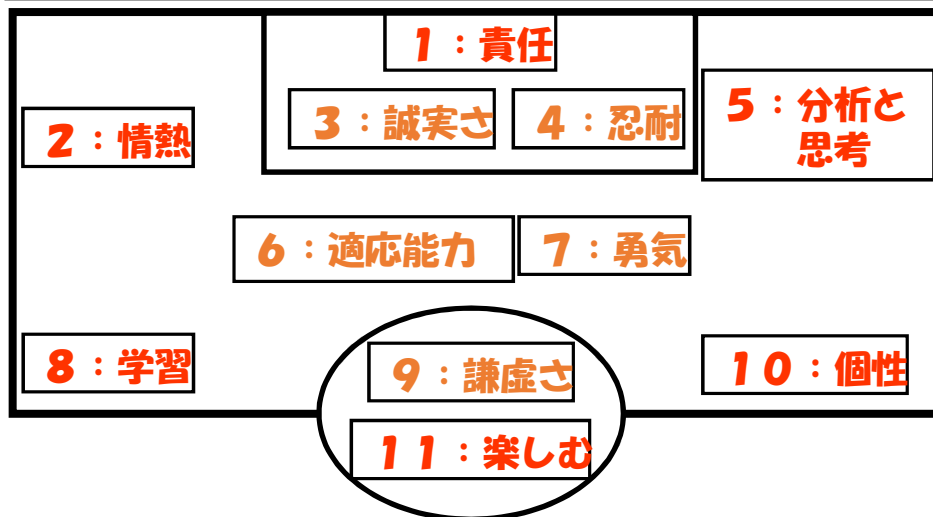 １：責任
２：情熱
３：誠実さ
４：忍耐
５：分析と
思考
６：適応能力
７：勇気
８：学習
９：謙虚さ
１０：個性
１１：楽しむ